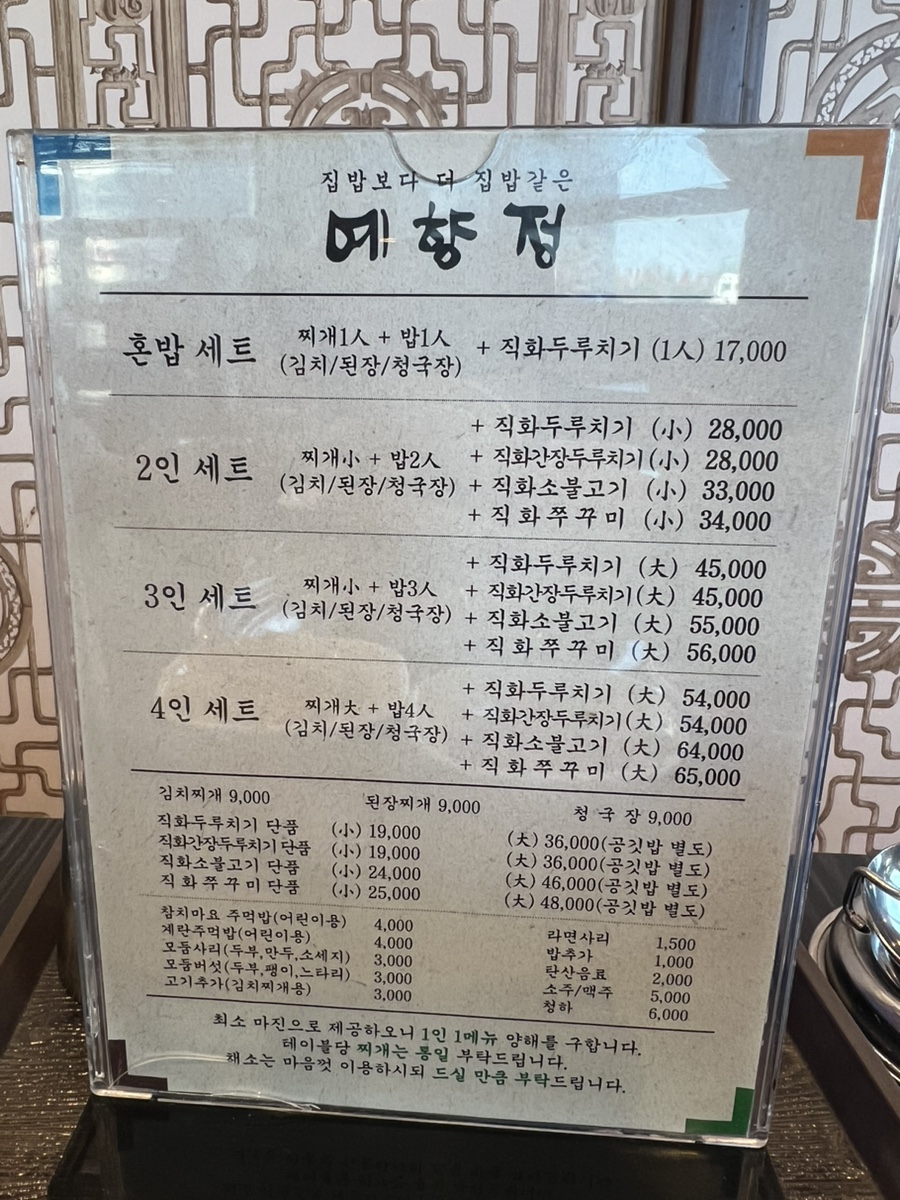 집밥보다 더 집밥같은
예향정
혼밥 세트 찌개1人 + 밥1人 (김치/된장/청국장) + 직화두루치기 (1人) 17,000
2인 세트 찌개小 + 밥2人 (김치/된장/청국장)
+ 직화두루치기 (小) 28,000
+ 직화간장두루치기 (小) 28,000
+ 직화소불고기 (小) 33,000
+ 직화쭈꾸미 (小) 34,000
3인 세트 찌개小 + 밥3人 (김치/된장/청국장)
+ 직화두루치기 (大) 45,000
+ 직화간장두루치기(大) 45,000
+ 직화소불고기 (大) 55,000
+ 직화쭈꾸미 (大) 56,000
4인 세트 찌개大 + 밥4人 (김치/된장/청국장)
+ 직화두루치기 (大) 54,000
+ 직화간장두루치기(大) 54,000
+ 직화소불고기 (大) 64,000
+ 직화쭈꾸미 (大) 65,000
김치찌개 9,000 된장찌개 9,000 청국장 9,000
직화두루치기 단품 (小) 19,000 (大) 36,000(공깃밥 별도)
직화간장두루치기 단품 (小) 19,000 (大) 36,000(공깃밥 별도)
직화소불고기 단품 (小) 24,000 (大) 46,000(공깃밥 별도)
직화쭈꾸미 단품 (小) 25,000 (大) 48,000(공깃밥 별도)
참치마요 주먹밥(어린이용) 4,000 라면사리 1,500
계란주먹밥(어린이용) 4,000 밥추가 1,000
모둠사리(두부,만두,소세지) 3,000 탄산음료 2,000
모둠버섯(두부,팽이,느타리) 3,000 소주/맥주 5,000
고기추가(김치찌개용) 3,000 청하 6,000
최소 마진으로 제공하오니 1인 1메뉴 양해를 구합니다.
테이블당 찌개는 통일 부탁드립니다.
채소는 마음껏 이용하시되 드실 만큼 부탁드립니다.